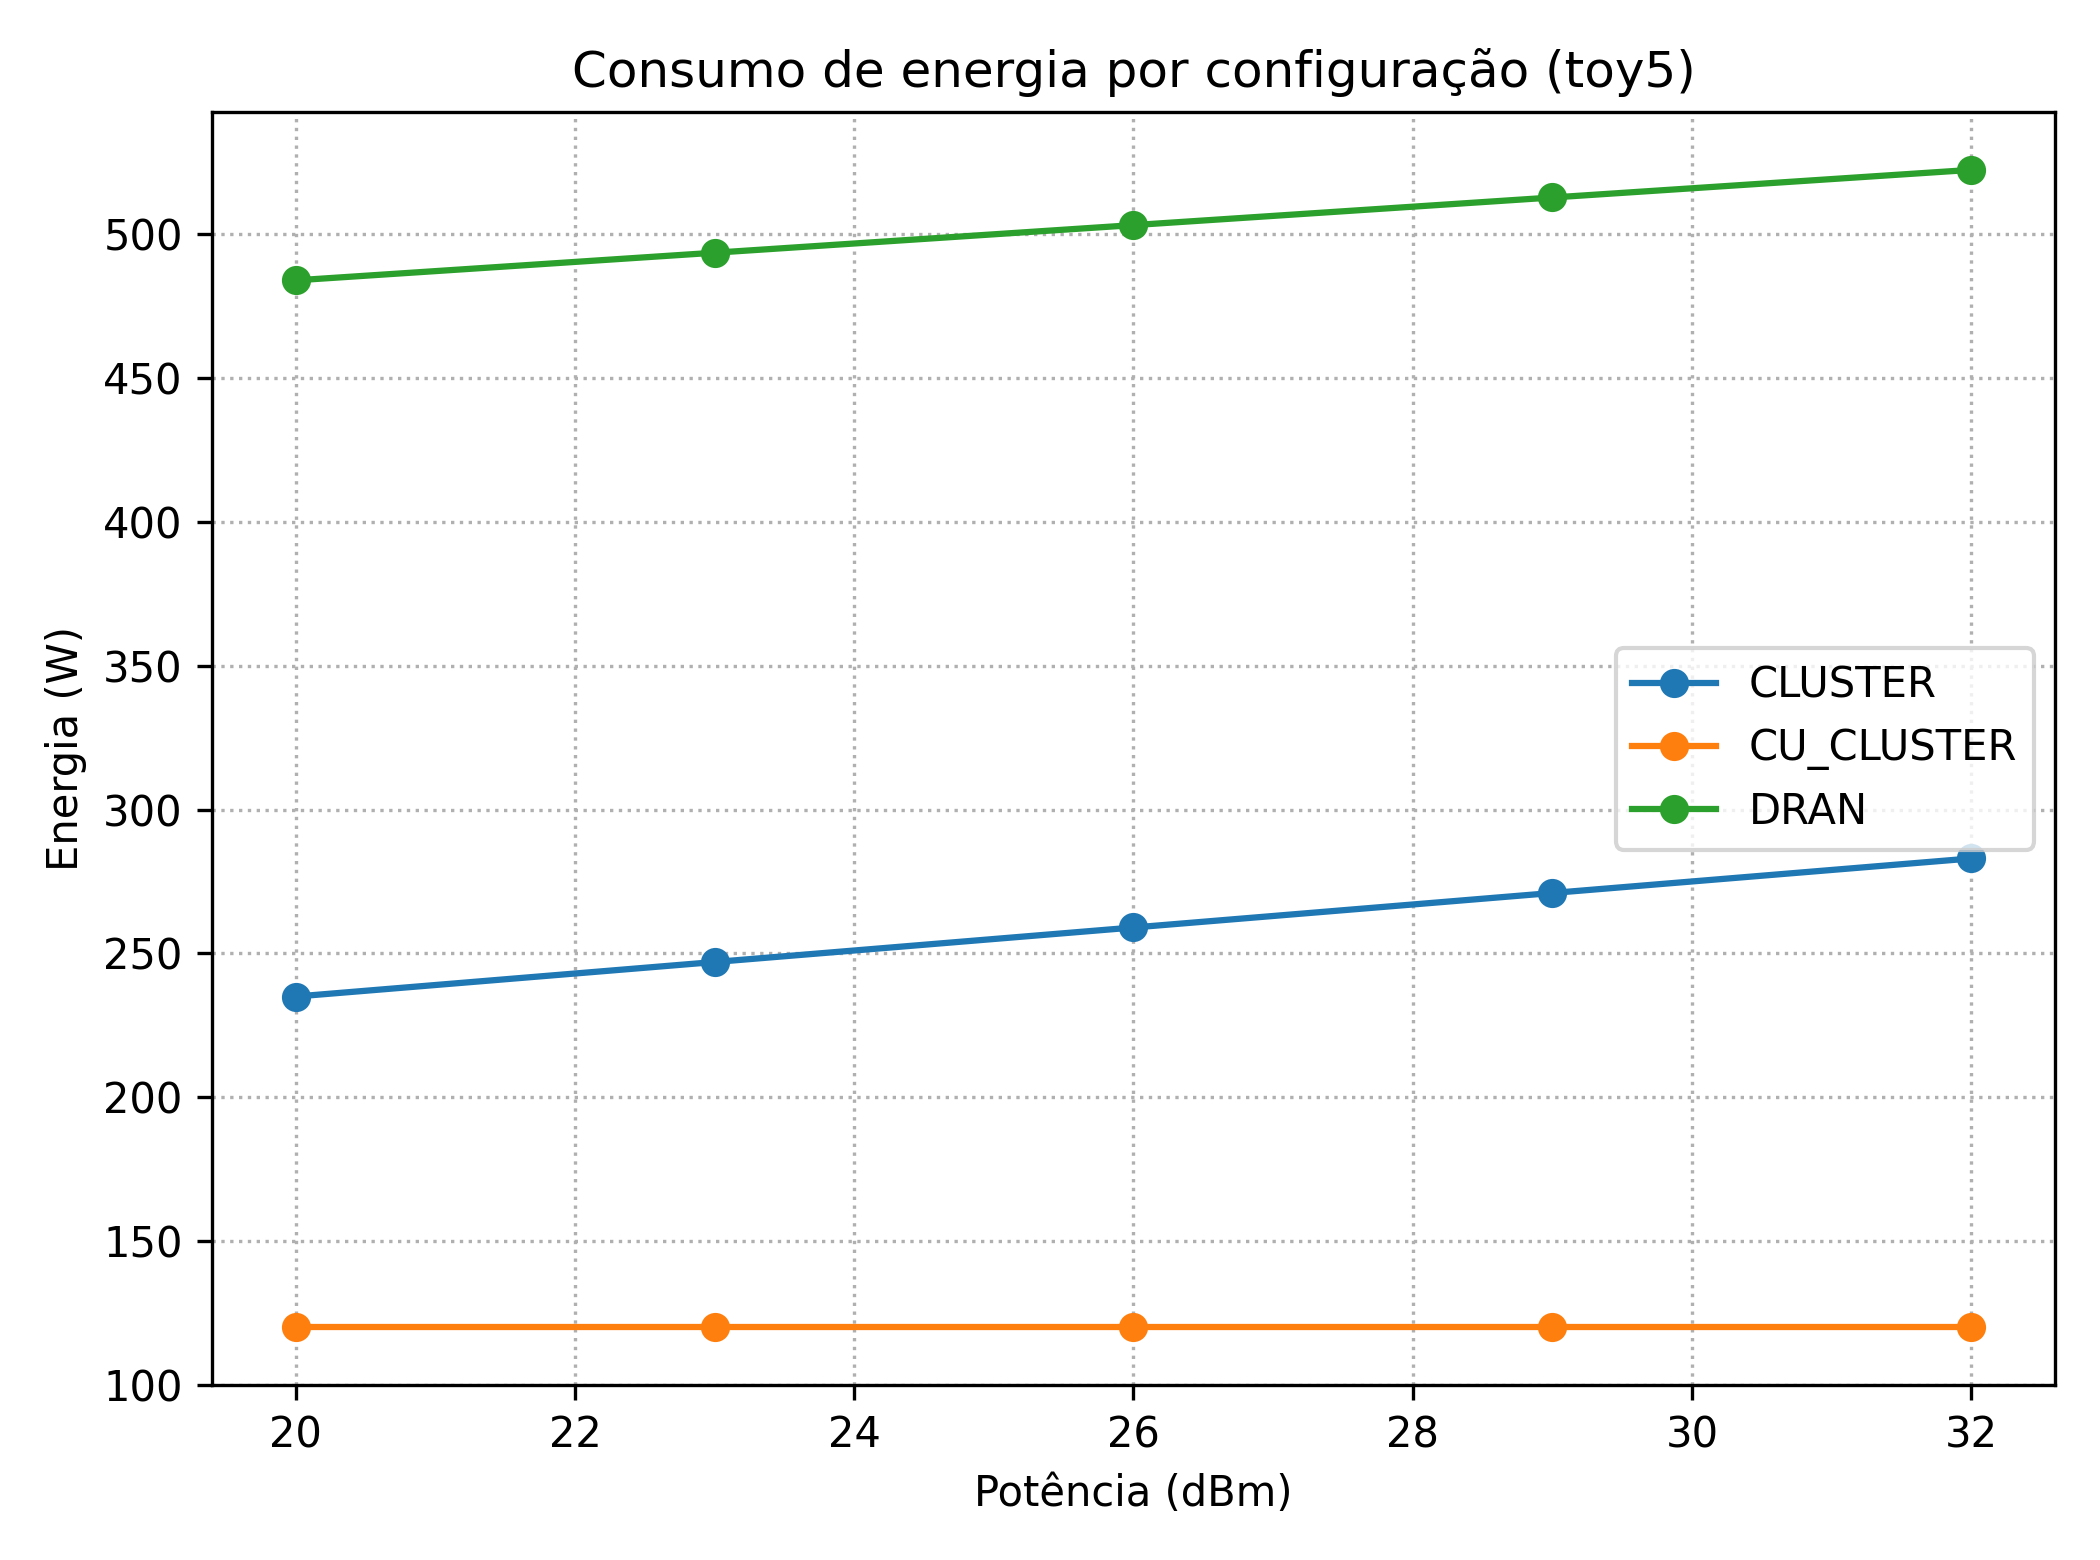 Consumo de energia por configuração (toy5)
Energia (W)
500
450
400
350
300
250
200
150
100
CLUSTER
CU_CLUSTER
DRAN
20 22 24 26 28 30 32
Potência (dBm)